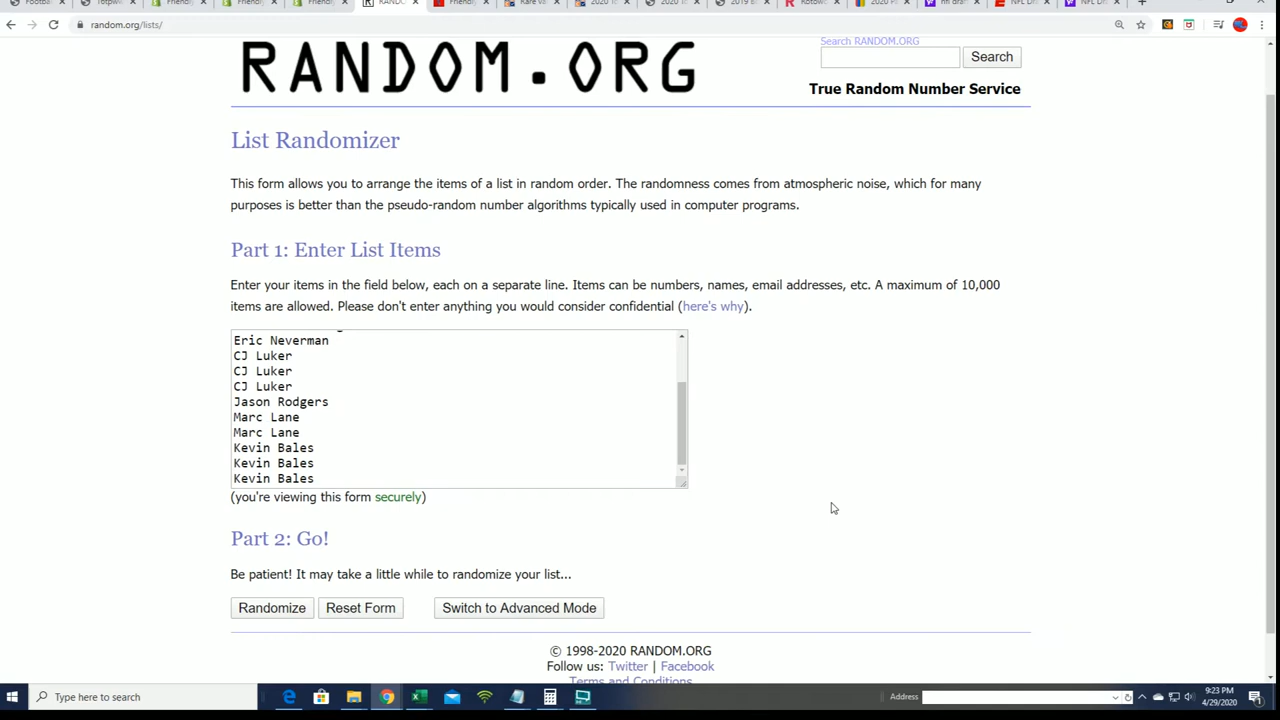 random.org/lists/
RANDOM.ORG
Search RANDOM.ORG
Search
True Random Number Service
List Randomizer
This form allows you to arrange the items of a list in random order. The randomness comes from atmospheric noise, which for many
purposes is better than the pseudo-random number algorithms typically used in computer programs.
Part 1: Enter List Items
Enter your items in the field below, each on a separate line. Items can be numbers, names, email addresses, etc. A maximum of 10,000
items are allowed. Please don't enter anything you would consider confidential (here's why).
Eric Neverman
CJ Luker
CJ Luker
CJ Luker
Jason Rodgers
Marc Lane
Marc Lane
Kevin Bales
Kevin Bales
Kevin Bales
(you're viewing this form securely)
Part 2: Go!
Be patient! It may take a little while to randomize your list...
Randomize Reset Form Switch to Advanced Mode
© 1998-2020 RANDOM.ORG
Follow us: Twitter | Facebook
Terms and Conditions
Type here to search
Address
9:23 PM
4/29/2020